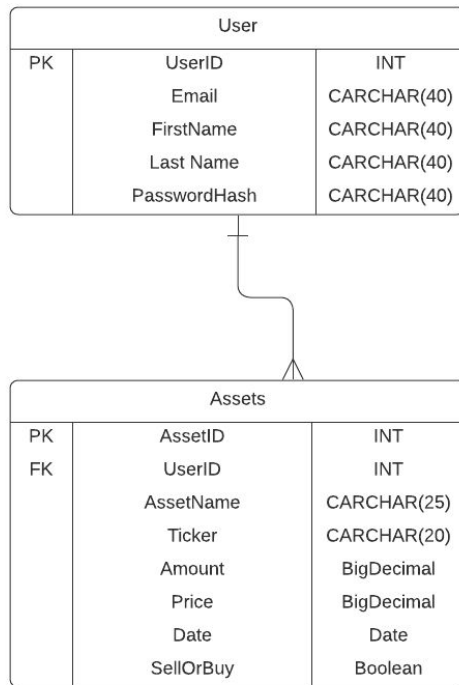 User
PK UserID INT
Email CARCHAR(40)
FirstName CARCHAR(40)
Last Name CARCHAR(40)
PasswordHash CARCHAR(40)
Assets
PK AssetID INT
FK UserID INT
AssetName CARCHAR(25)
Ticker CARCHAR(20)
Amount BigDecimal
Price BigDecimal
Date Date
SellOrBuy Boolean